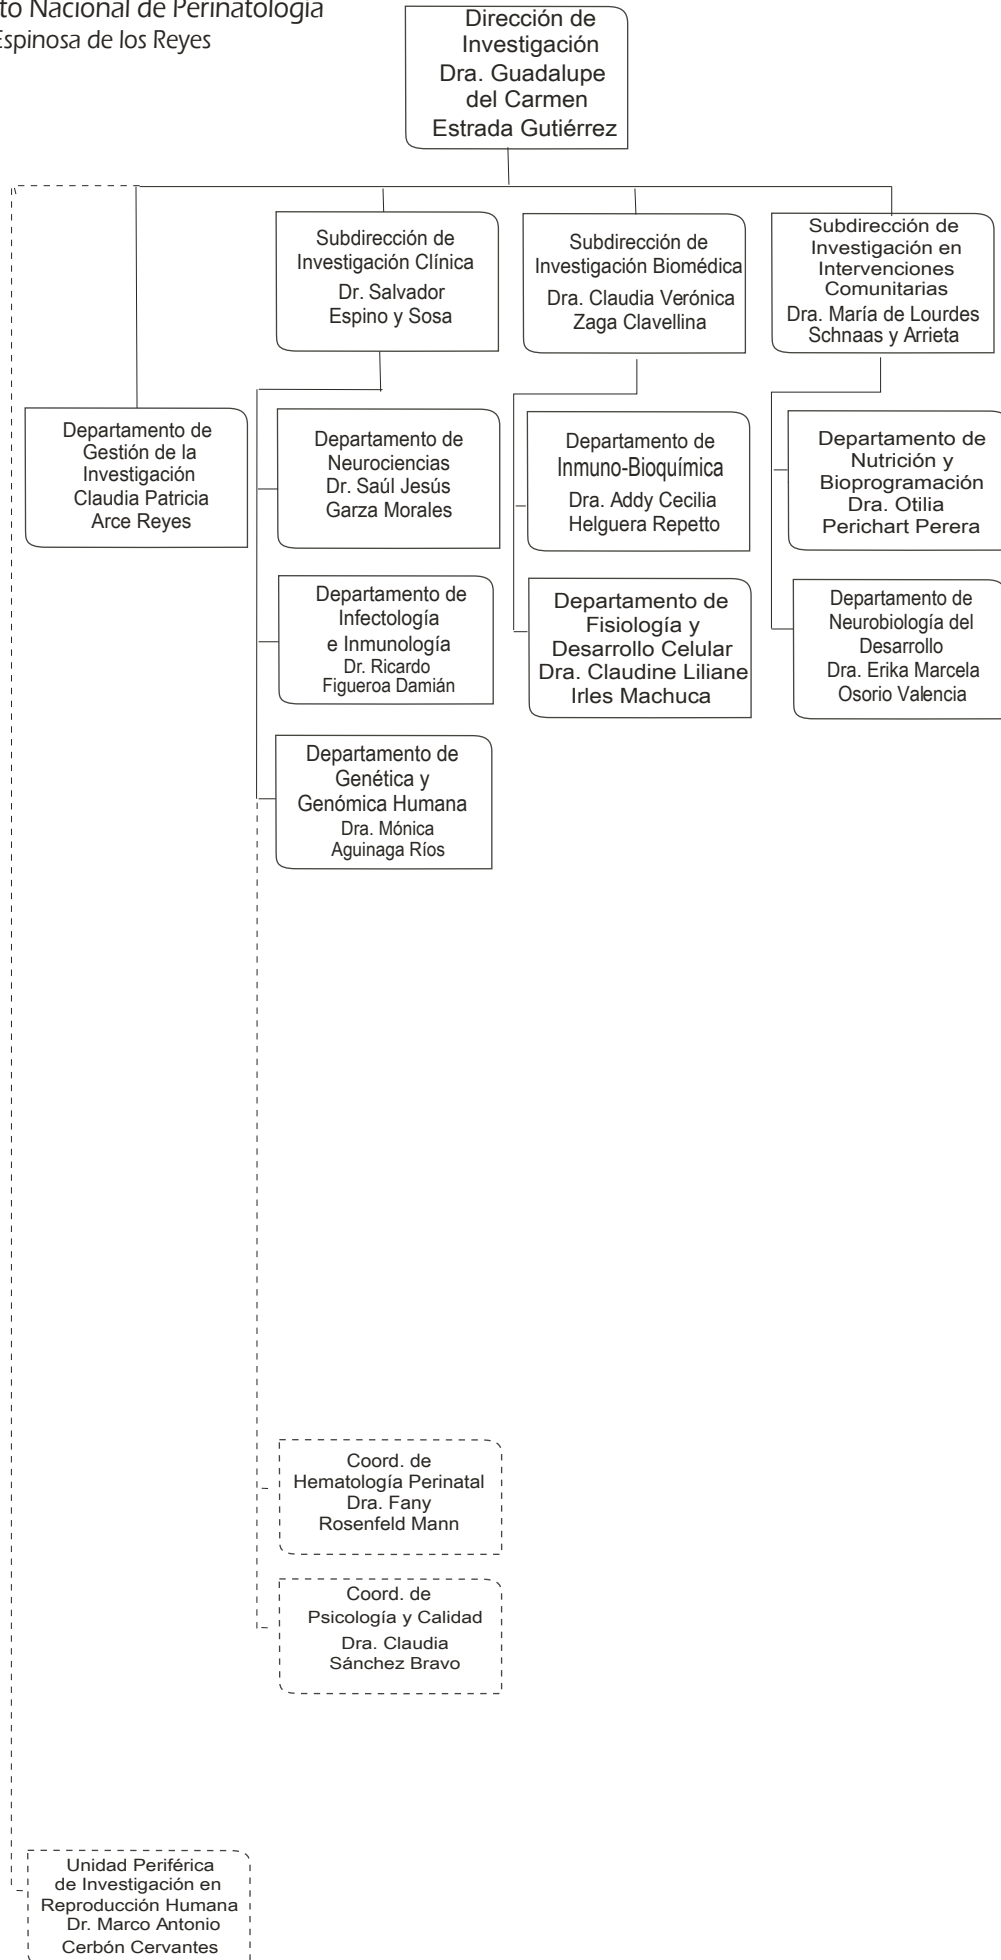 to Nacional de Perinatología
Espinosa de los Reyes
Dirección de
Investigación
Dra. Guadalupe
del Carmen
Estrada Gutiérrez
Subdirección de
Investigación Clínica
Dr. Salvador
Espino y Sosa
Subdirección de
Investigación Biomédica
Dra. Claudia Verónica
Zaga Clavellina
Subdirección de
Investigación en
Intervenciones
Comunitarias
Dra. María de Lourdes
Schnaas y Arrieta
Departamento de
Gestión de la
Investigación
Claudia Patricia
Arce Reyes
Departamento de
Neurociencias
Dr. Saúl Jesús
Garza Morales
Departamento de
Inmuno-Bioquímica
Dra. Addy Cecilia
Helguera Repetto
Departamento de
Nutrición y
Bioprogramación
Dra. Otilia
Perichart Perera
Departamento de
Infectología
e Inmunología
Dr. Ricardo
Figueroa Damián
Departamento de
Fisiología y
Desarrollo Celular
Dra. Claudine Liliane
Irles Machuca
Departamento de
Neurobiología del
Desarrollo
Dra. Erika Marcela
Osorio Valencia
Departamento de
Genética y
Genómica Humana
Dra. Mónica
Aguinaga Ríos
Coord. de
Hematología Perinatal
Dra. Fany
Rosenfeld Mann
Coord. de
Psicología y Calidad
Dra. Claudia
Sánchez Bravo
Unidad Periférica
de Investigación en
Reproducción Humana
Dr. Marco Antonio
Cerbón Cervantes